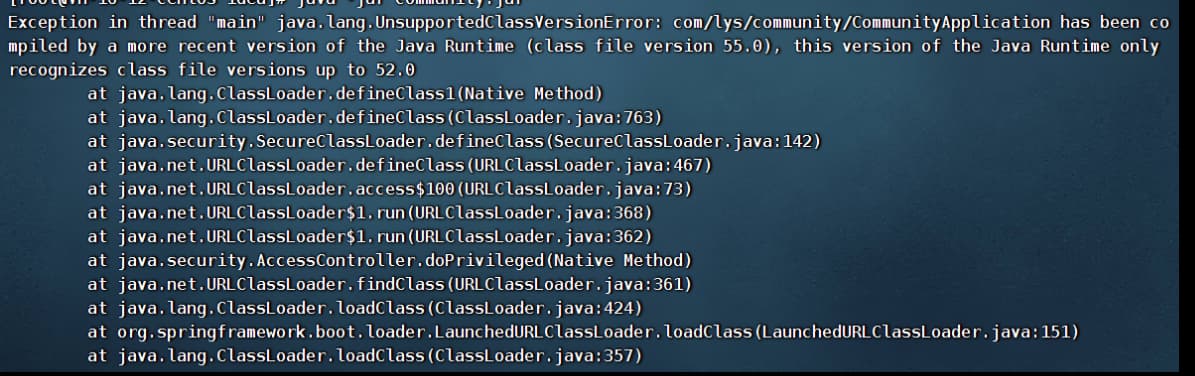 java -jar community.jar
Exception in thread "main" java.lang.UnsupportedClassVersionError: com/lys/community/CommunityApplication has been co
mpiled by a more recent version of the Java Runtime (class file version 55.0), this version of the Java Runtime only
recognizes class file versions up to 52.0
at java.lang.ClassLoader.defineClass1(Native Method)
at java.lang.ClassLoader.defineClass(ClassLoader.java:763)
at java.security.SecureClassLoader.defineClass(SecureClassLoader.java:142)
at java.net.URLClassLoader.defineClass(URLClassLoader.java:467)
at java.net.URLClassLoader.access$100(URLClassLoader.java:73)
at java.net.URLClassLoader$1.run(URLClassLoader.java:368)
at java.net.URLClassLoader$1.run(URLClassLoader.java:362)
at java.security.AccessController.doPrivileged(Native Method)
at java.net.URLClassLoader.findClass(URLClassLoader.java:361)
at java.lang.ClassLoader.loadClass(ClassLoader.java:424)
at org.springframework.boot.loader.LaunchedURLClassLoader.loadClass(LaunchedURLClassLoader.java:151)
at java.lang.ClassLoader.loadClass(ClassLoader.java:357)